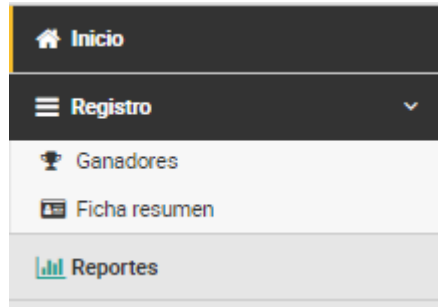 Inicio
Registro
Ganadores
Ficha resumen
Reportes